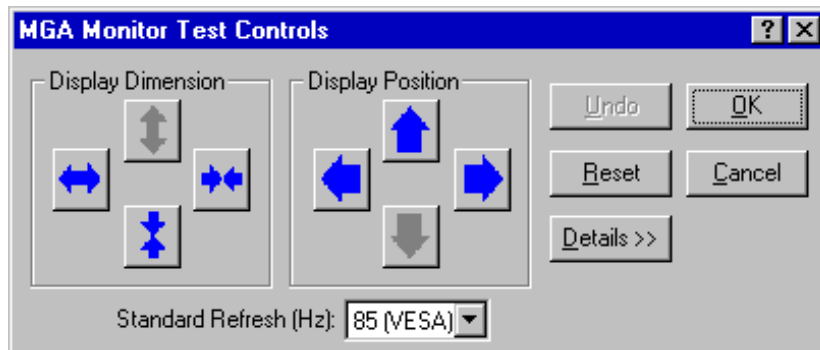 MGA Monitor Test Controls
Display Dimension
Display Position
Undo
OK
Reset
Cancel
Details >>
Standard Refresh (Hz): 85 (VESA)